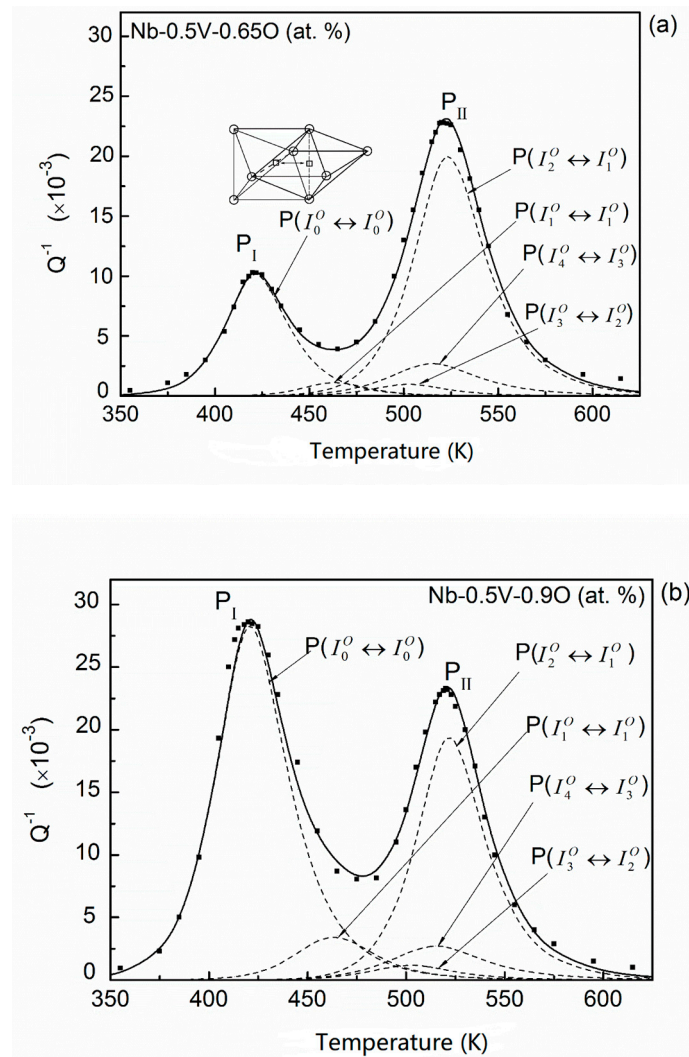 Nb-0.5V-0.65O (at. %)
(a)
30
25
20
15
10
5
0
Q⁻¹ (×10⁻³)
P_I
P_II
P(I_0^O ↔ I_0^O)
P(I_2^O ↔ I_1^O)
P(I_1^O ↔ I_1^O)
P(I_4^O ↔ I_3^O)
P(I_3^O ↔ I_2^O)
350 400 450 500 550 600
Temperature (K)
Nb-0.5V-0.9O (at. %)
(b)
30
25
20
15
10
5
0
Q⁻¹ (×10⁻³)
P_I
P_II
P(I_0^O ↔ I_0^O)
P(I_2^O ↔ I_1^O)
P(I_1^O ↔ I_1^O)
P(I_4^O ↔ I_3^O)
P(I_3^O ↔ I_2^O)
350 400 450 500 550 600
Temperature (K)